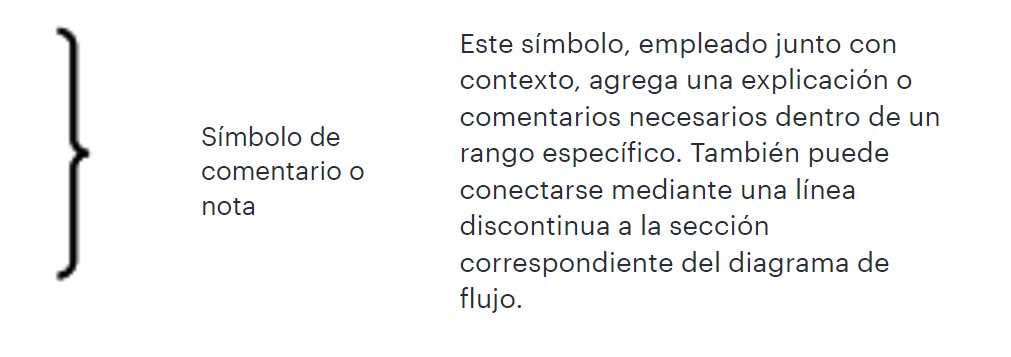 Símbolo de
comentario o
nota
Este símbolo, empleado junto con
contexto, agrega una explicación o
comentarios necesarios dentro de un
rango específico. También puede
conectarse mediante una línea
discontinua a la sección
correspondiente del diagrama de
flujo.